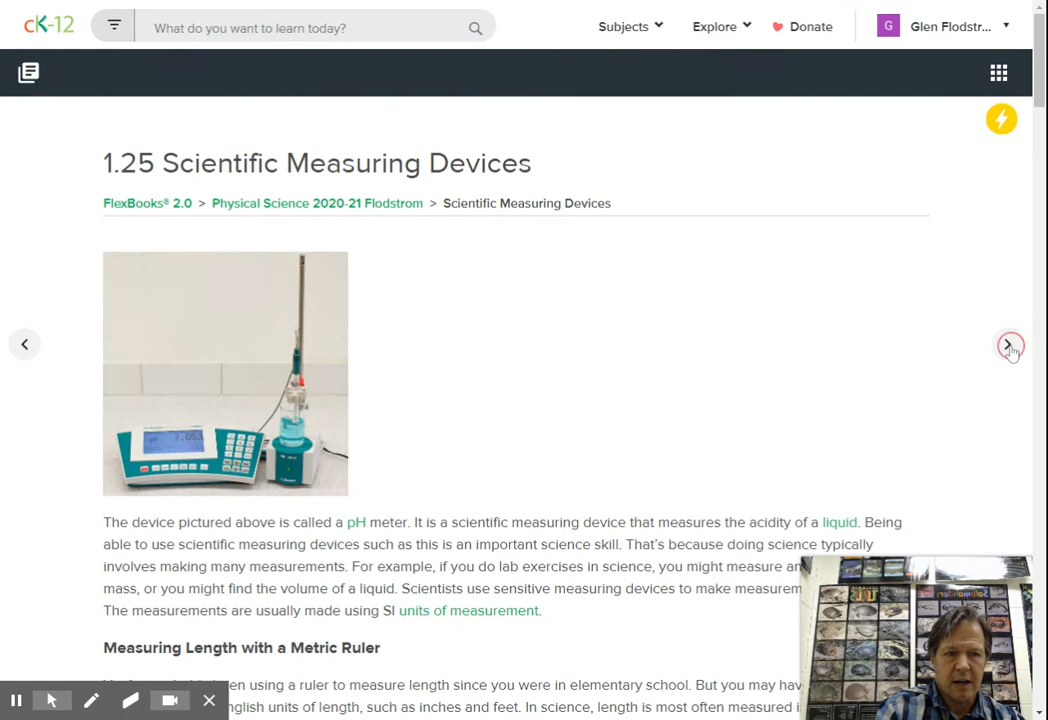 cK-12
What do you want to learn today?
Subjects
Explore
Donate
G
Glen Flodstr...
1.25 Scientific Measuring Devices
FlexBooks® 2.0 > Physical Science 2020-21 Flodstrom > Scientific Measuring Devices
7.053
The device pictured above is called a pH meter. It is a scientific measuring device that measures the acidity of a liquid. Being
able to use scientific measuring devices such as this is an important science skill. That's because doing science typically
involves making many measurements. For example, if you do lab exercises in science, you might measure an
mass, or you might find the volume of a liquid. Scientists use sensitive measuring devices to make measurem
The measurements are usually made using SI units of measurement.
Measuring Length with a Metric Ruler
en using a ruler to measure length since you were in elementary school. But you may hav
nglish units of length, such as inches and feet. In science, length is most often measured i